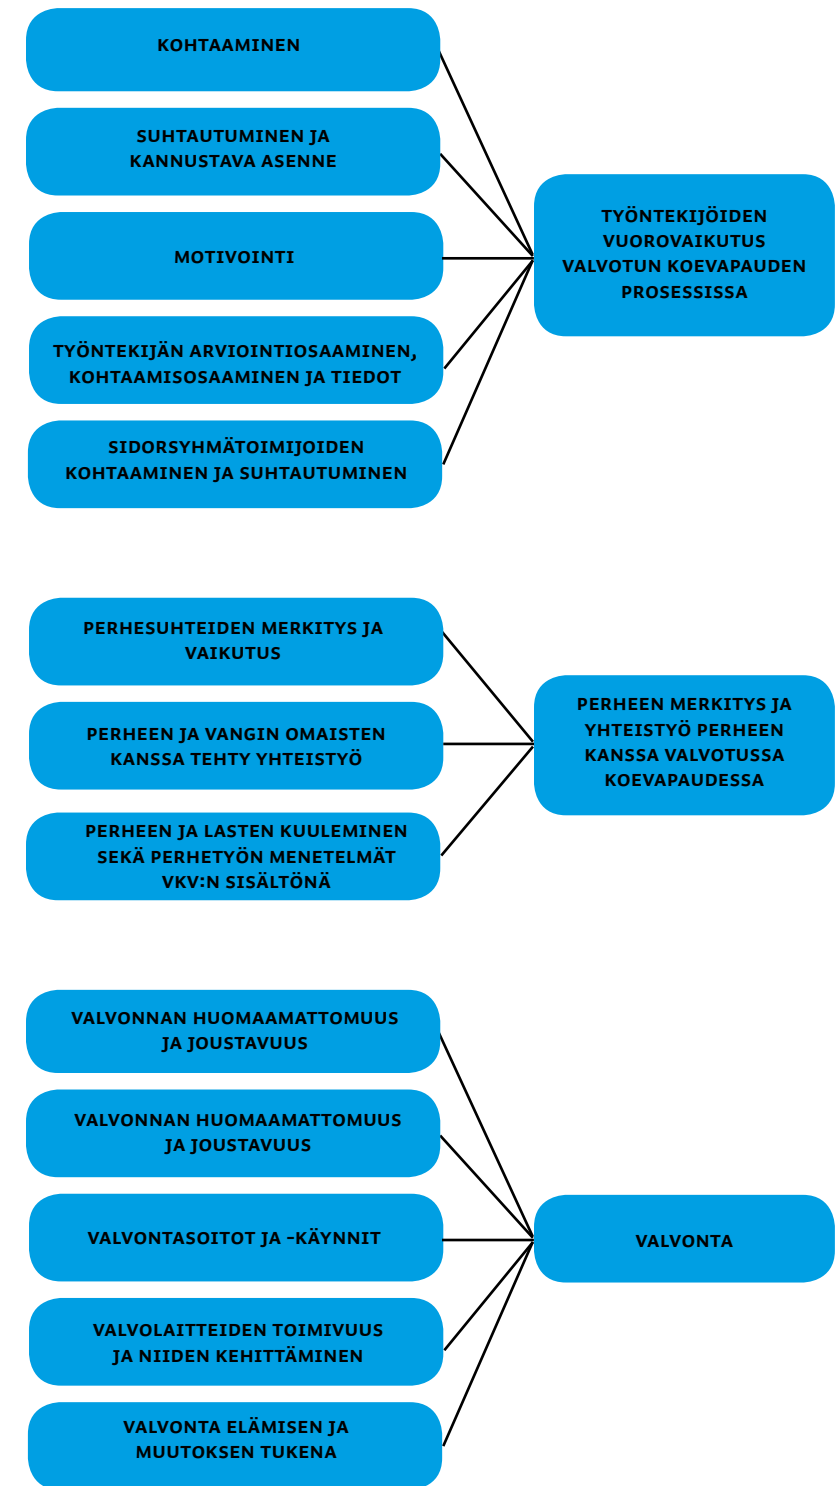 KOHTAAMINEN
SUHTAUTUMINEN JA
KANNUSTAVA ASENNE
MOTIVOINTI
TYÖNTEKIJÄN ARVIOINTIOSAAMINEN,
KOHTAAMISOSAAMINEN JA TIEDOT
SIDORSYHMÄTOIMIJOIDEN
KOHTAAMINEN JA SUHTAUTUMINEN
TYÖNTEKIJÖIDEN
VUOROVAIKUTUS
VALVOTUN KOEVAPAUDEN
PROSESSISSA
PERHESUHTEIDEN MERKITYS JA
VAIKUTUS
PERHEEN JA VANGIN OMAISTEN
KANSSA TEHTY YHTEISTYÖ
PERHEEN JA LASTEN KUULEMINEN
SEKÄ PERHETYÖN MENETELMÄT
VKV:N SISÄLTÖNÄ
PERHEEN MERKITYS JA
YHTEISTYÖ PERHEEN
KANSSA VALVOTUSSA
KOEVAPAUDESSA
VALVONNAN HUOMAAMATTOMUUS
JA JOUSTAVUUS
VALVONNAN HUOMAAMATTOMUUS
JA JOUSTAVUUS
VALVONTASOITOT JA -KÄYNNIT
VALVOLAITTEIDEN TOIMIVUUS
JA NIIDEN KEHITTÄMINEN
VALVONTA ELÄMISEN JA
MUUTOKSEN TUKENA
VALVONTA